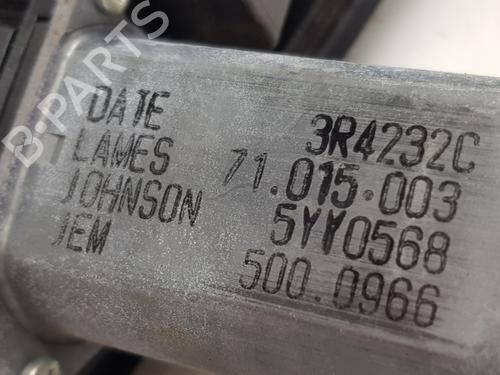 B-PARTS
DATE 3R4232C
LAMES 71.015.003
JOHNSON 5YY0568
JEM 500.0966